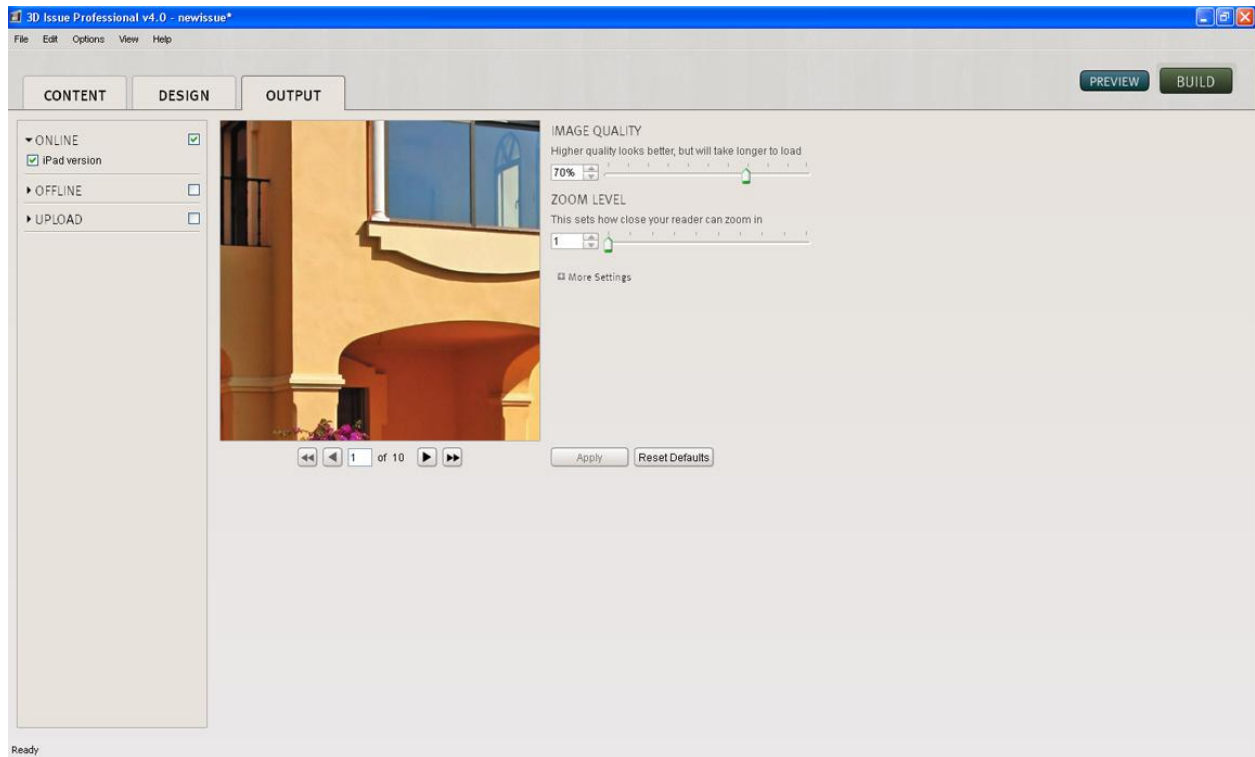 3D Issue Professional v4.0 - newissue*
File Edit Options View Help
CONTENT DESIGN OUTPUT PREVIEW BUILD
ONLINE
iPad version
OFFLINE
UPLOAD
IMAGE QUALITY
Higher quality looks better, but will take longer to load
70%
ZOOM LEVEL
This sets how close your reader can zoom in
1
More Settings
1 of 10
Apply Reset Defaults
Ready